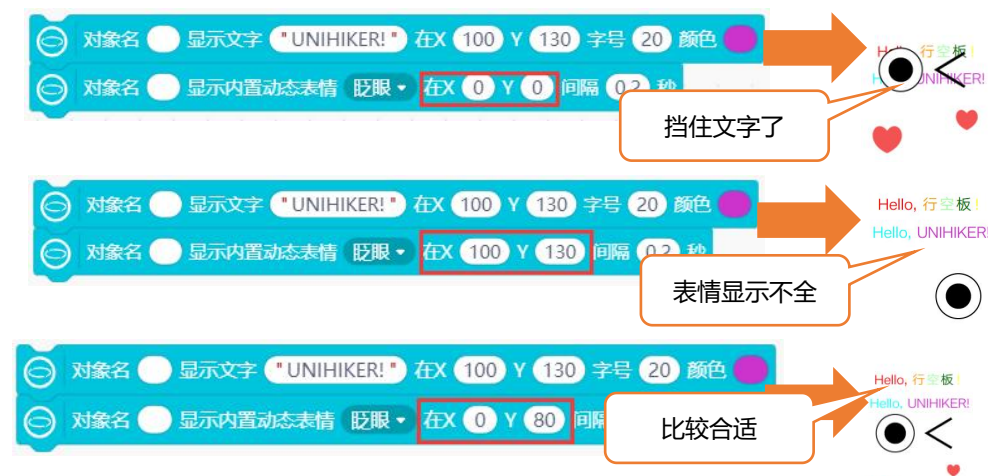 对象名 显示文字 "UNIHIKER!" 在X 100 Y 130 字号 20 颜色
对象名 显示内置动态表情 眨眼 在X 0 Y 0 间隔 0.2 秒
挡住文字了
行空板!
UNIHIKER!
对象名 显示文字 "UNIHIKER!" 在X 100 Y 130 字号 20 颜色
对象名 显示内置动态表情 眨眼 在X 100 Y 130 间隔 0.2 秒
表情显示不全
Hello, 行空板!
Hello, UNIHIKER!
对象名 显示文字 "UNIHIKER!" 在X 100 Y 130 字号 20 颜色
对象名 显示内置动态表情 眨眼 在X 0 Y 80 间隔
比较合适
Hello, 行空板!
Hello, UNIHIKER!